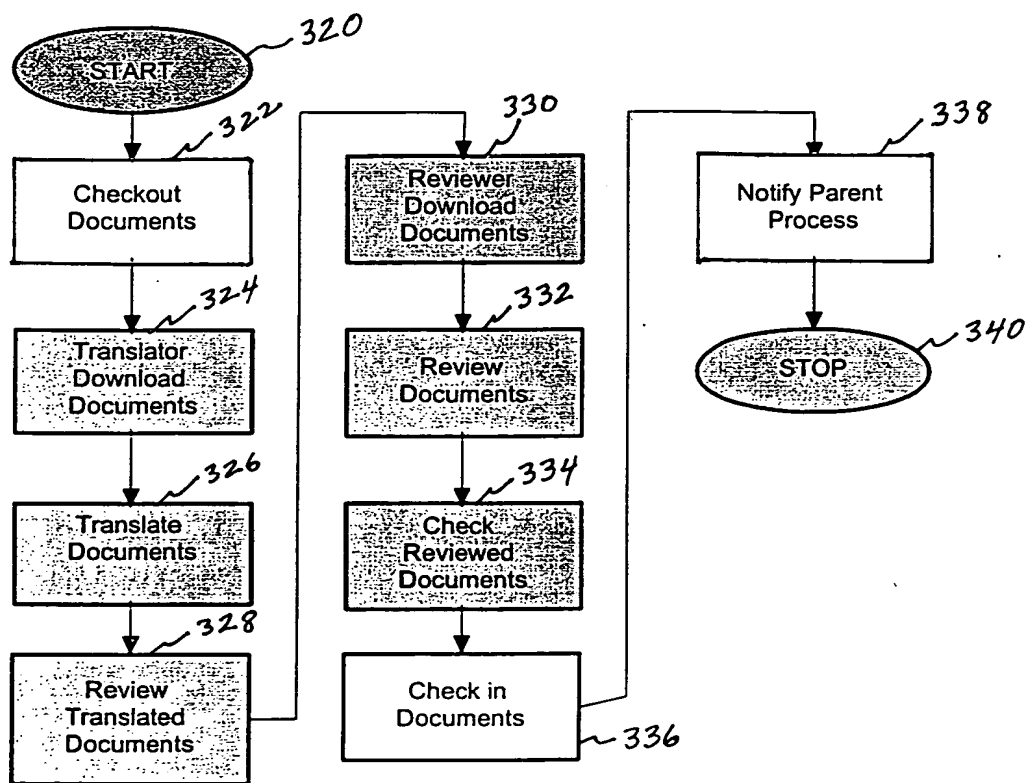 320
START
322
Checkout
Documents
324
Translator
Download
Documents
326
Translate
Documents
328
Review
Translated
Documents
330
Reviewer
Download
Documents
332
Review
Documents
334
Check
Reviewed
Documents
Check in
Documents
336
338
Notify Parent
Process
340
STOP